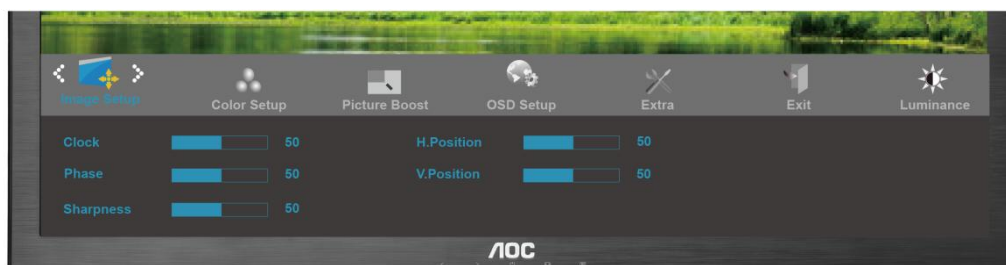 Image Setup
Color Setup
Picture Boost
OSD Setup
Extra
Exit
Luminance
Clock 50 H.Position 50
Phase 50 V.Position 50
Sharpness 50
AOC